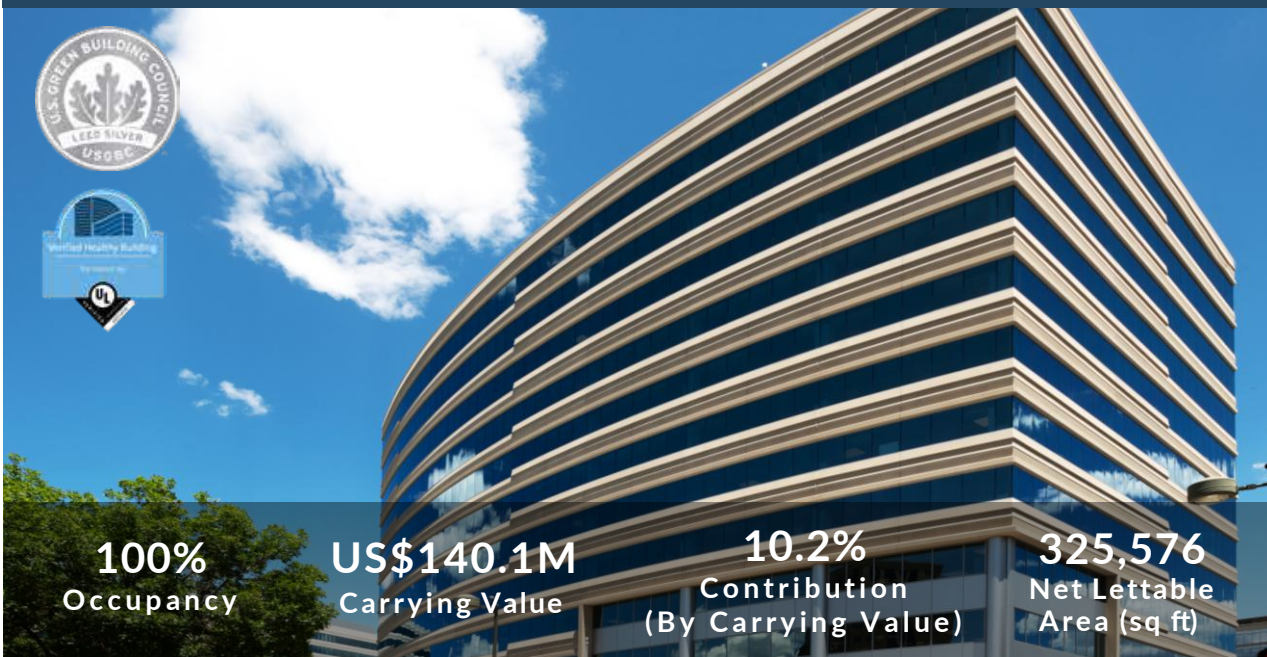 U.S. GREEN BUILDING COUNCIL
LEED SILVER
USGBC
Verified Healthy Building
UL
100%
Occupancy
US$140.1M
Carrying Value
10.2%
Contribution
(By Carrying Value)
325,576
Net Lettable
Area (sq ft)